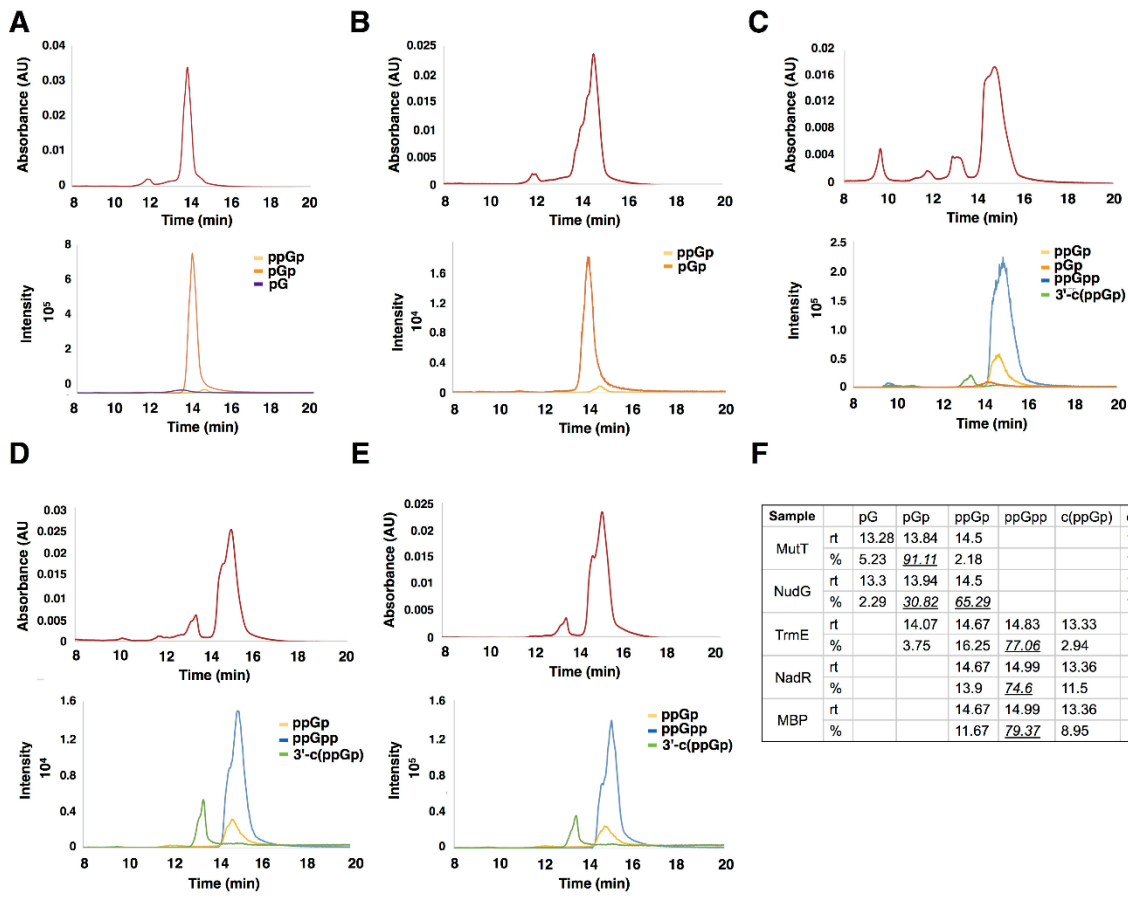 A
0.04
0.03
0.02
0.01
0
Absorbance (AU)
8 10 12 14 16 18 20
Time (min)
8
6
4
2
0
Intensity
10⁵
ppGp
pGp
pG
8 10 12 14 16 18 20
Time (min)
B
0.025
0.02
0.015
0.01
0.005
0
Absorbance (AU)
8 10 12 14 16 18 20
Time (min)
1.6
1.2
0.8
0.4
0
Intensity
10⁴
ppGp
pGp
8 10 12 14 16 18 20
Time (min)
C
0.02
0.016
0.012
0.008
0.004
0
Absorbance (AU)
8 10 12 14 16 18 20
Time (min)
2.5
2.0
1.5
1.0
0.5
0
Intensity
10⁵
ppGp
pGp
ppGpp
3'-c(ppGp)
8 10 12 14 16 18 20
Time (min)
D
0.03
0.025
0.02
0.015
0.01
0.005
0
Absorbance (AU
8 10 12 14 16 18 20
Time (min)
1.6
1.2
0.8
0.4
0
Intensity
10⁴
ppGp
ppGpp
3'-c(ppGp)
8 10 12 14 16 18 20
Time (min)
E
0.025
0.02
0.015
0.01
0.005
0
Absorbance (AU)
8 10 12 14 16 18 20
Time (min)
1.6
1.2
0.8
0.4
0
Intensity
10⁵
ppGp
ppGpp
3'-c(ppGp)
8 10 12 14 16 18 20
Time (min)
F
Sample pG pGp ppGp ppGpp c(ppGp)
MutT rt 13.28 13.84 14.5
% 5.23 91.11 2.18
NudG rt 13.3 13.94 14.5
% 2.29 30.82 65.29
TrmE rt 14.07 14.67 14.83 13.33
% 3.75 16.25 77.06 2.94
NadR rt 14.67 14.99 13.36
% 13.9 74.6 11.5
MBP rt 14.67 14.99 13.36
% 11.67 79.37 8.95